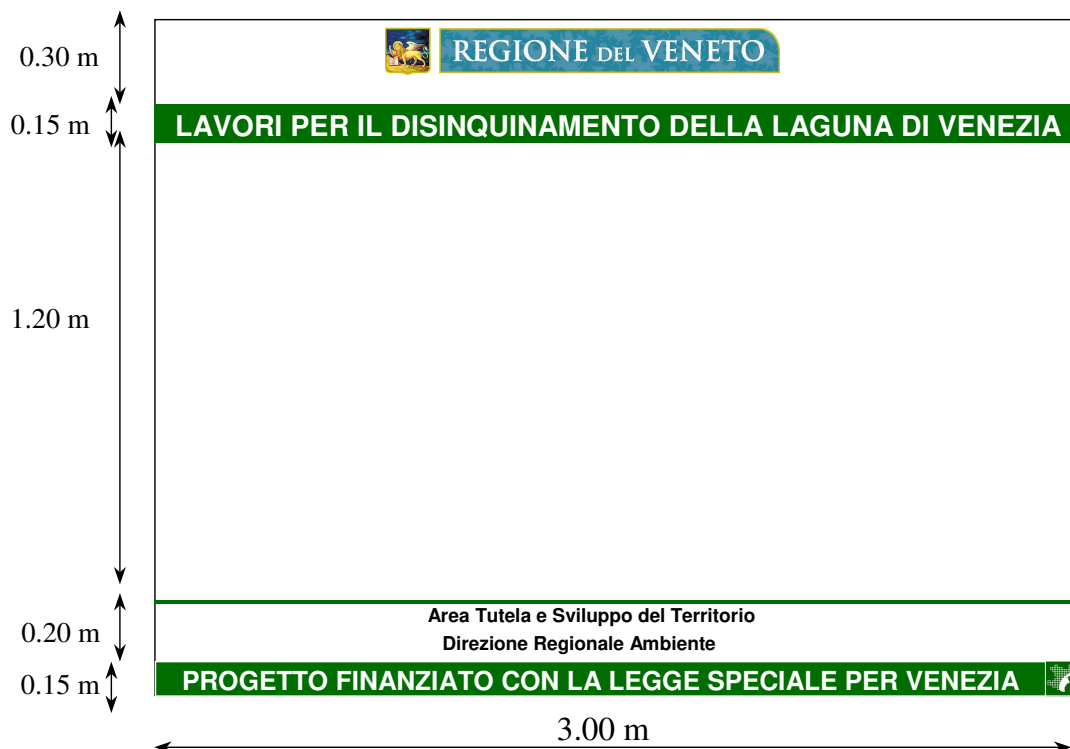 0.30 m
REGIONE DEL VENETO
0.15 m
LAVORI PER IL DISINQUINAMENTO DELLA LAGUNA DI VENEZIA
1.20 m
0.20 m
Area Tutela e Sviluppo del Territorio
Direzione Regionale Ambiente
0.15 m
PROGETTO FINANZIATO CON LA LEGGE SPECIALE PER VENEZIA
3.00 m